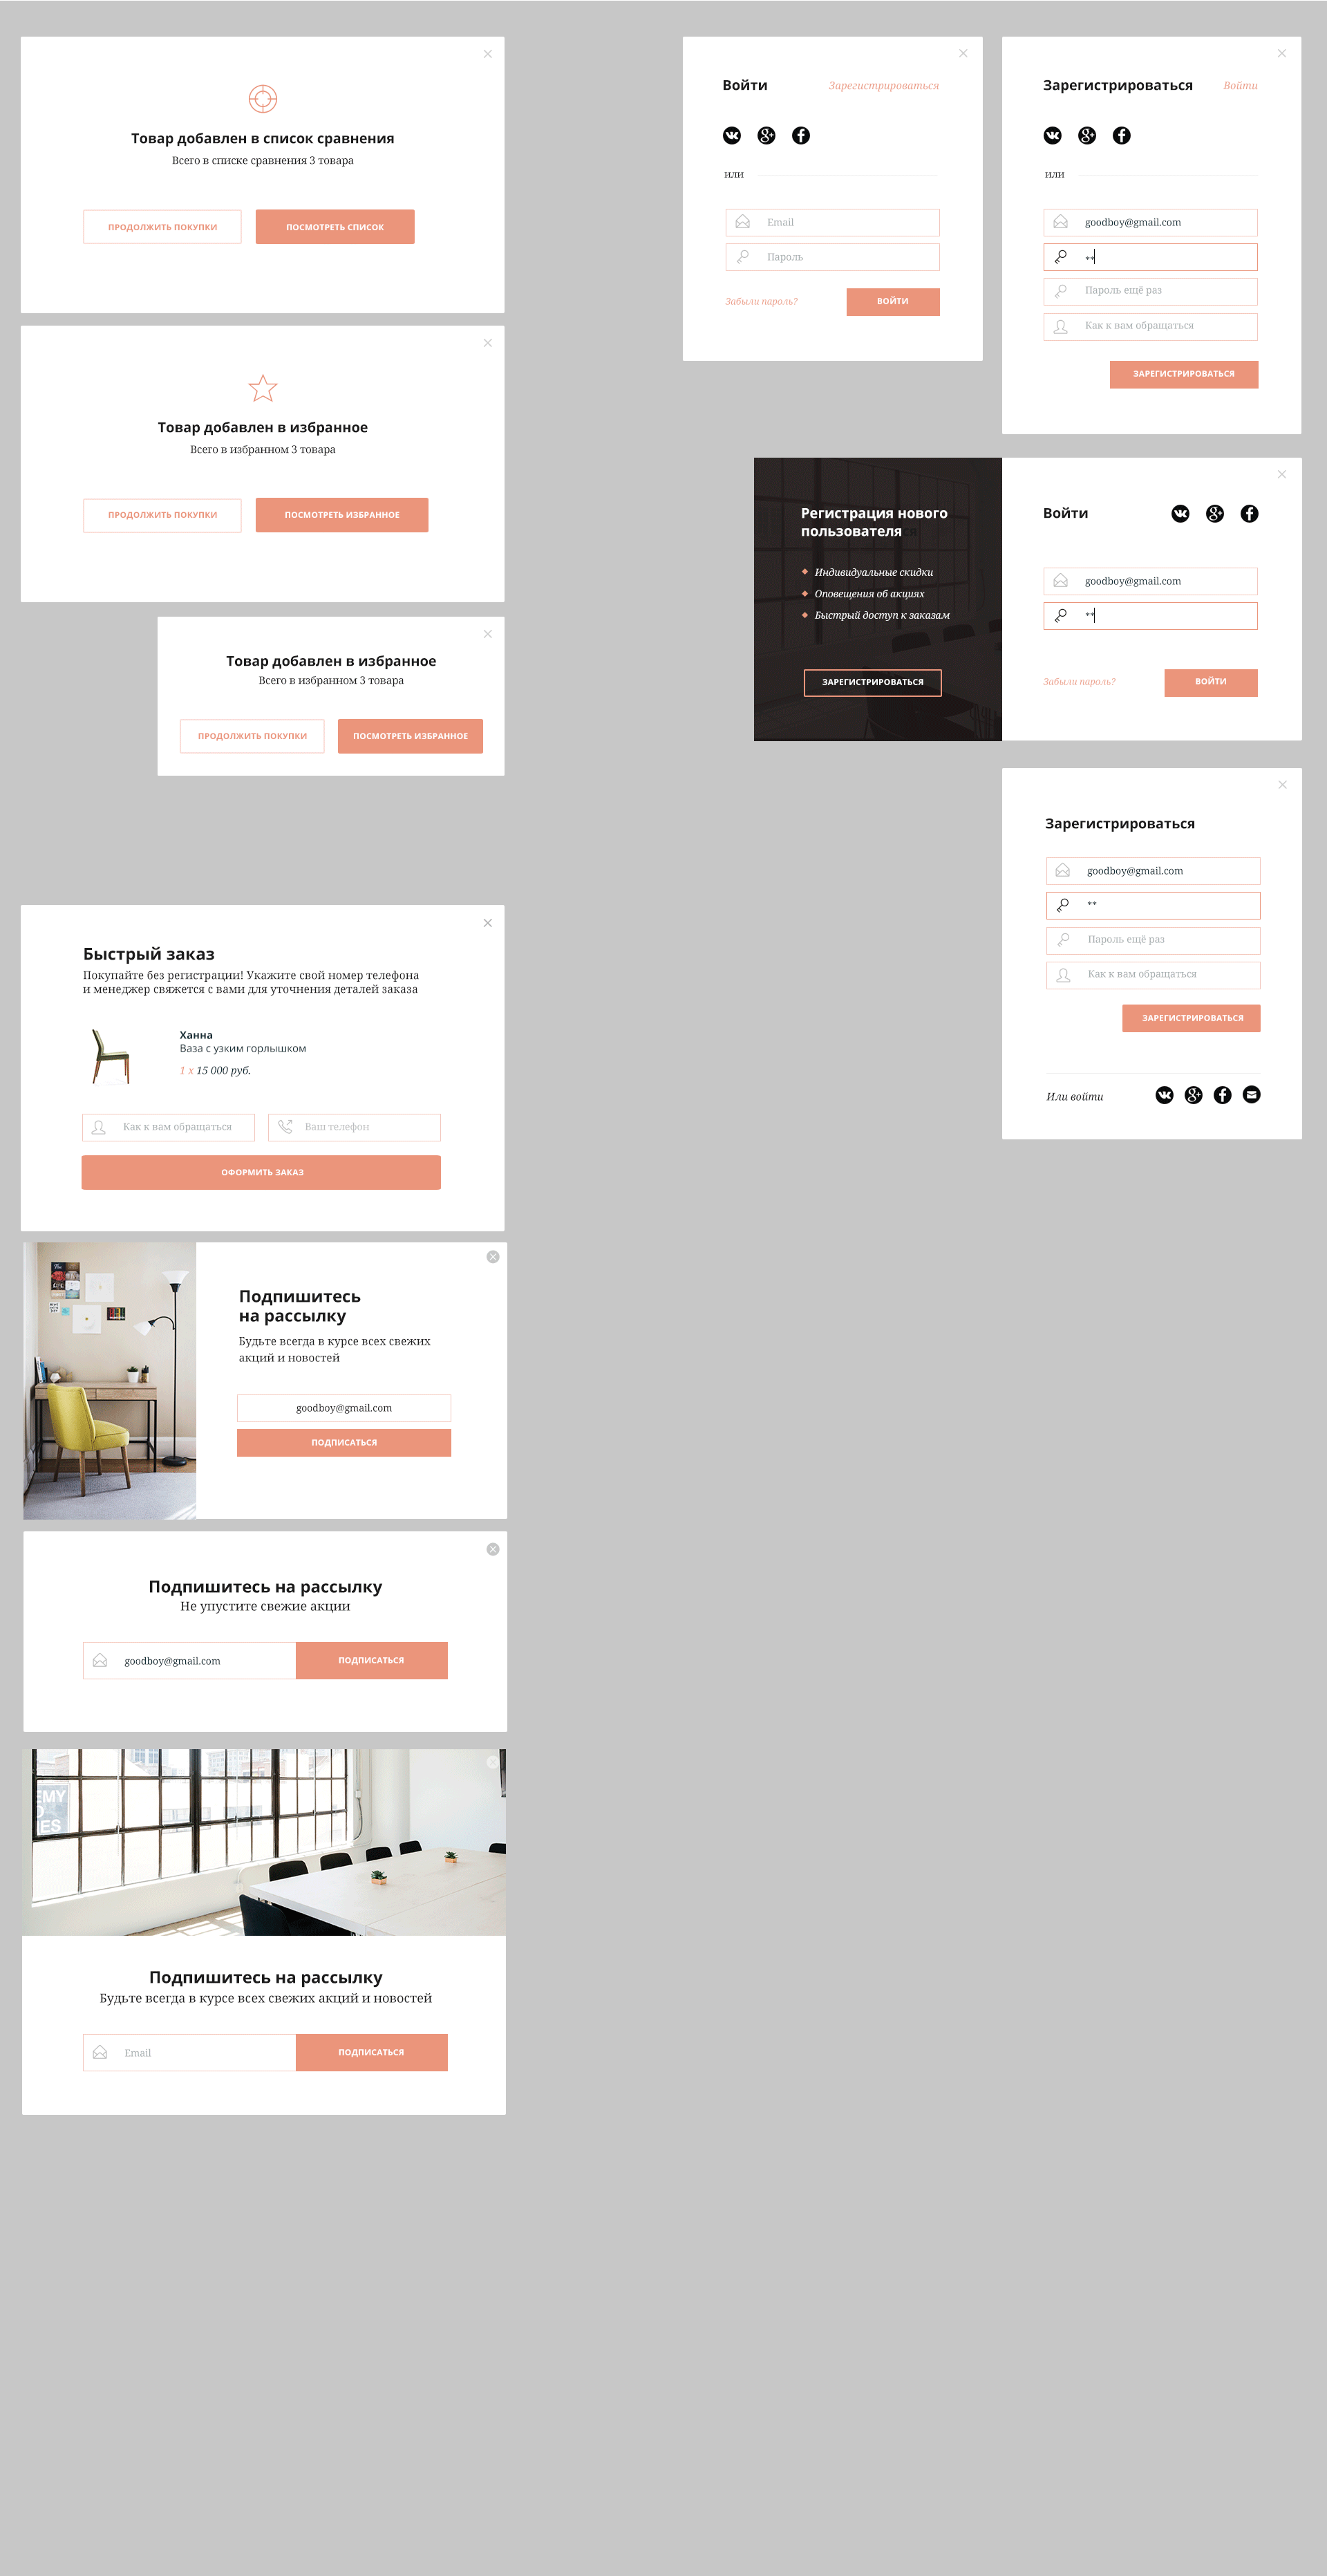 Товар добавлен в список сравнения
Всего в списке сравнения 3 товара
ПРОДОЛЖИТЬ ПОКУПКИ
ПОСМОТРЕТЬ СПИСОК
Товар добавлен в избранное
Всего в избранном 3 товара
ПРОДОЛЖИТЬ ПОКУПКИ
ПОСМОТРЕТЬ ИЗБРАННОЕ
Товар добавлен в избранное
Всего в избранном 3 товара
ПРОДОЛЖИТЬ ПОКУПКИ
ПОСМОТРЕТЬ ИЗБРАННОЕ
Быстрый заказ
Покупайте без регистрации! Укажите свой номер телефона
и менеджер свяжется с вами для уточнения деталей заказа
Ханна
Ваза с узким горлышком
1 x 15 000 руб.
Как к вам обращаться
Ваш телефон
ОФОРМИТЬ ЗАКАЗ
Подпишитесь
на рассылку
Будьте всегда в курсе всех свежих
акций и новостей
goodboy@gmail.com
ПОДПИСАТЬСЯ
Подпишитесь на рассылку
Не упустите свежие акции
goodboy@gmail.com
ПОДПИСАТЬСЯ
Подпишитесь на рассылку
Будьте всегда в курсе всех свежих акций и новостей
Email
ПОДПИСАТЬСЯ
Войти
Зарегистрироваться
или
Email
Пароль
Забыли пароль?
ВОЙТИ
Зарегистрироваться
Войти
или
goodboy@gmail.com
**
Пароль ещё раз
Как к вам обращаться
ЗАРЕГИСТРИРОВАТЬСЯ
Регистрация нового
пользователя
Индивидуальные скидки
Оповещения об акциях
Быстрый доступ к заказам
ЗАРЕГИСТРИРОВАТЬСЯ
Войти
goodboy@gmail.com
**
Забыли пароль?
ВОЙТИ
Зарегистрироваться
goodboy@gmail.com
**
Пароль ещё раз
Как к вам обращаться
ЗАРЕГИСТРИРОВАТЬСЯ
Или войти